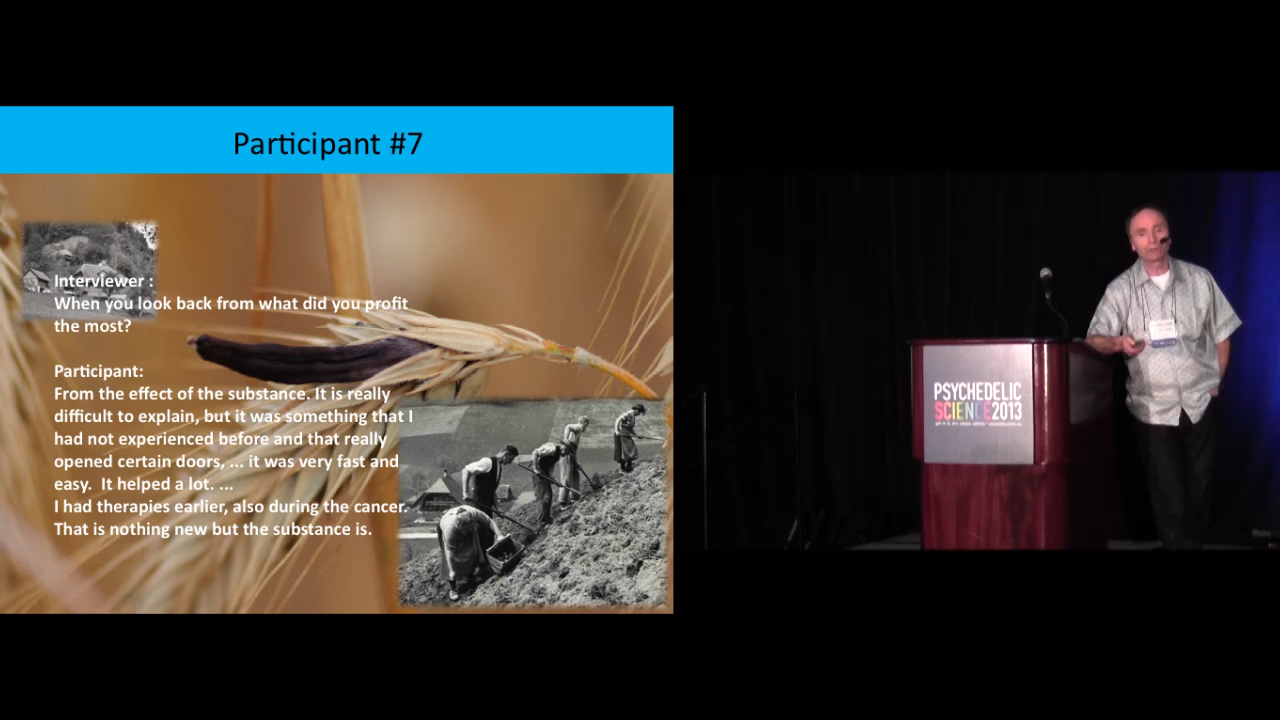 Participant #7
Interviewer :
When you look back from what did you profit
the most?
Participant:
From the effect of the substance. It is really
difficult to explain, but it was something that I
had not experienced before and that really
opened certain doors, ... it was very fast and
easy.  It helped a lot. ...
I had therapies earlier, also during the cancer.
That is nothing new but the substance is.
PSYCHEDELIC
SCIENCE2013